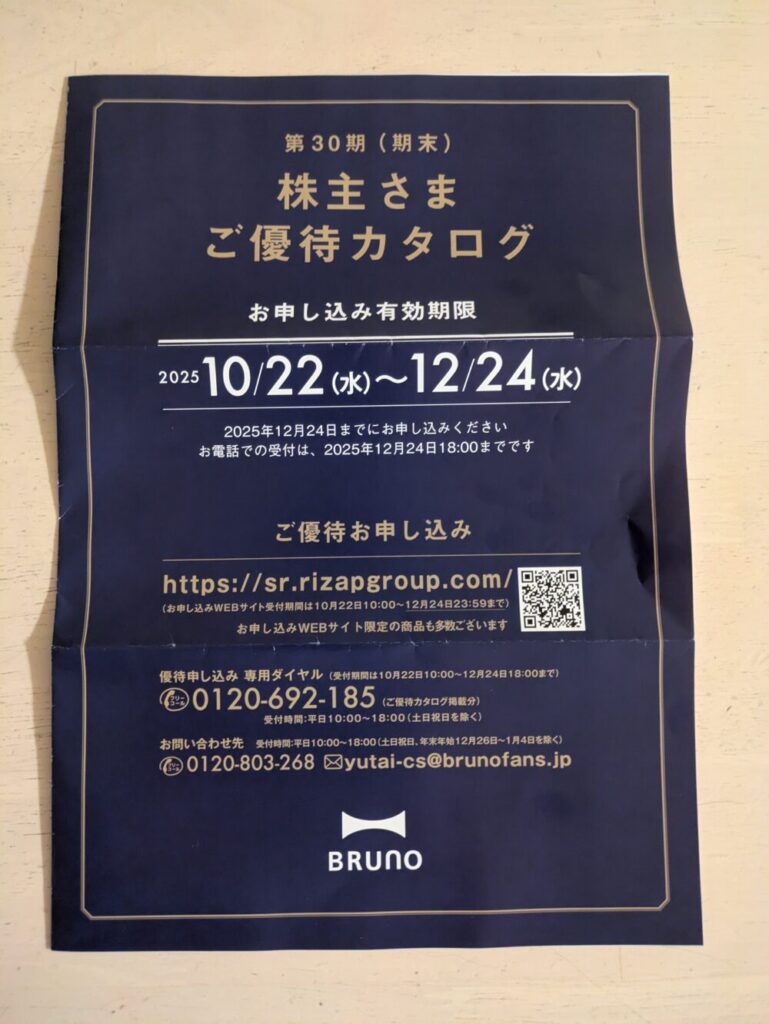 第30期（期末）
株主さま
ご優待カタログ
お申し込み有効期限
2025 10/22（水）〜12/24（水）
2025年12月24日までにお申し込みください
お電話での受付は、2025年12月24日18:00までです
ご優待お申し込み
https://sr.rizapgroup.com/
（お申し込みWEBサイト受付期間は10月22日10:00〜12月24日23:59まで）
お申し込みWEBサイト限定の商品も多数ございます
優待申し込み 専用ダイヤル（受付期間は10月22日10:00〜12月24日18:00まで）
フリーコール 0120-692-185（ご優待カタログ掲載分）
受付時間:平日10:00〜18:00（土日祝日を除く）
お問い合わせ先 受付時間:平日10:00〜18:00（土日祝日、年末年始12月26日〜1月4日を除く）
フリーコール 0120-803-268 yutai-cs@brunofans.jp
BRUNO